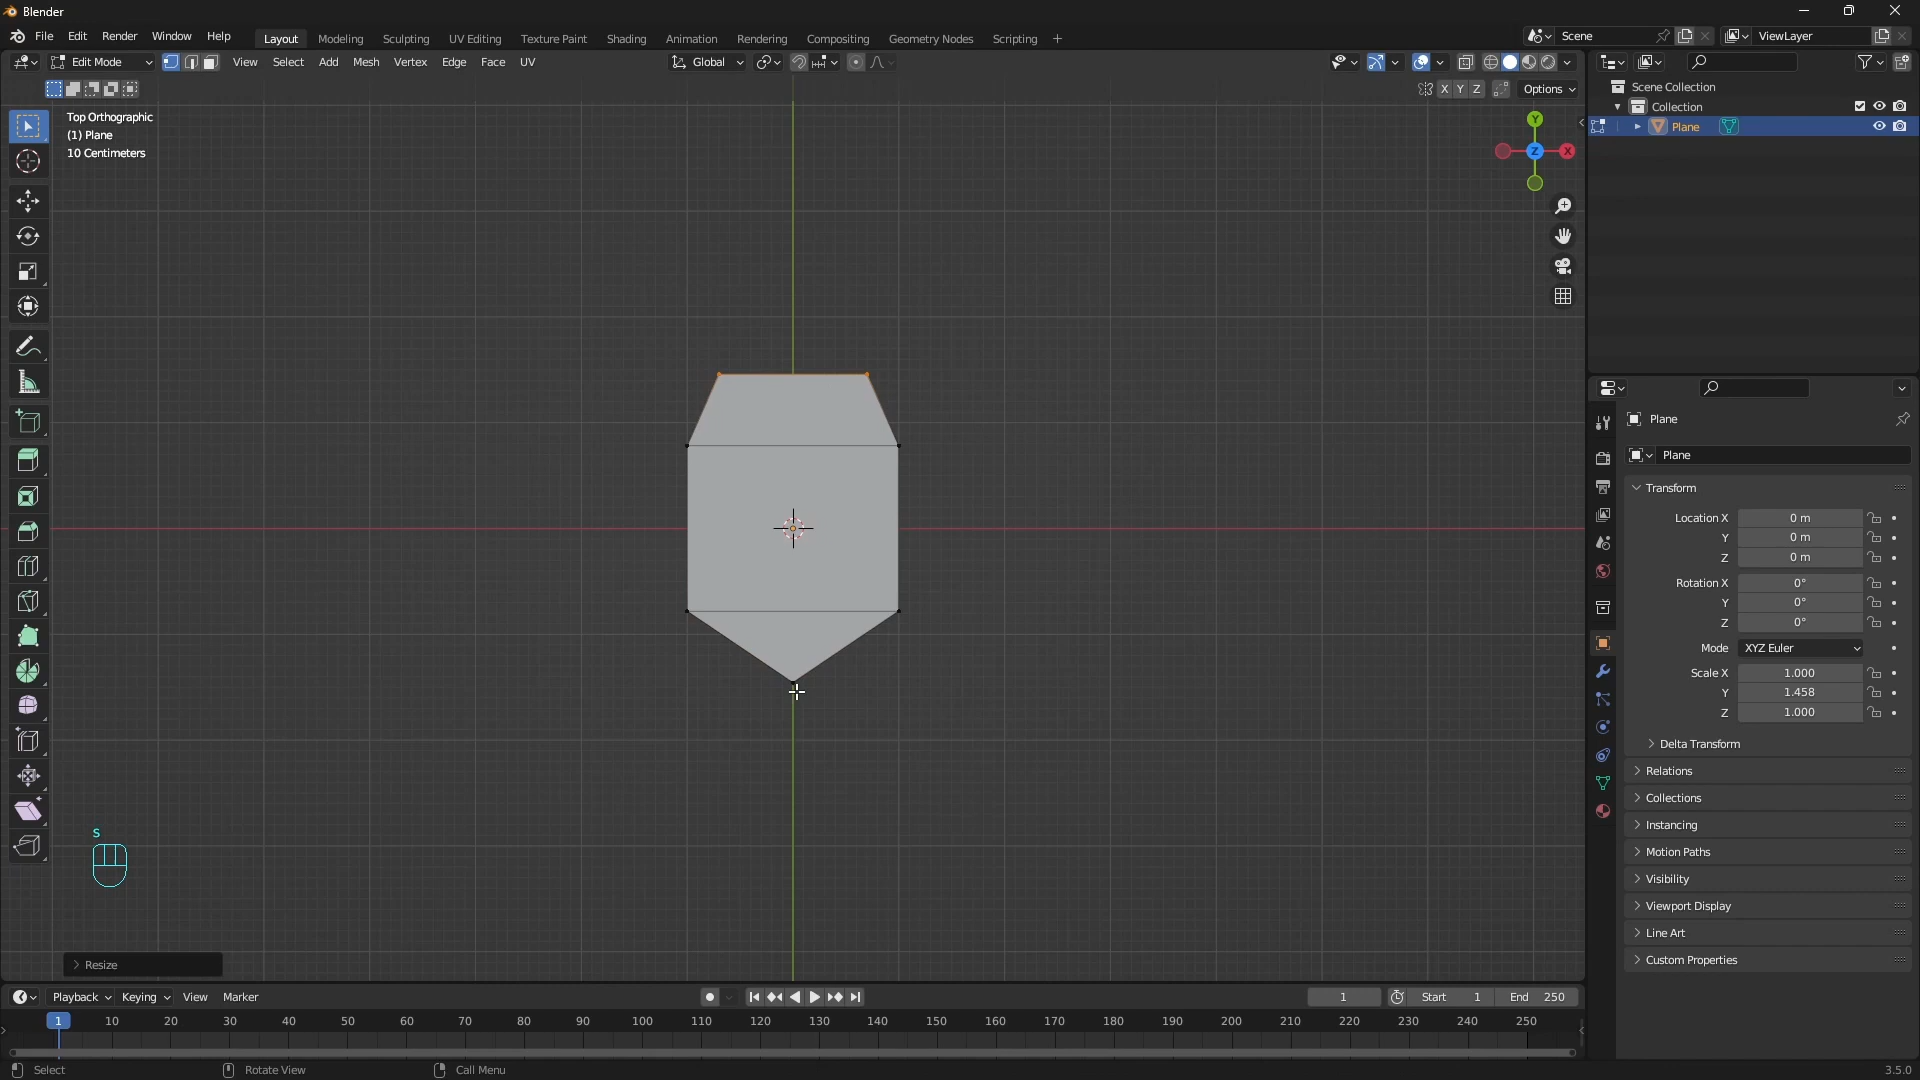 Blender
File Edit Render Window Help Layout Modeling Sculpting UV Editing Texture Paint Shading Animation Rendering Compositing Geometry Nodes Scripting + Scene ViewLayer
Edit Mode View Select Add Mesh Vertex Edge Face UV Global
X Y Z Options
Top Orthographic
(1) Plane
10 Centimeters
Y
Z X
Scene Collection
Collection
Plane
Plane
Plane
Transform
Location X 0 m
Y 0 m
Z 0 m
Rotation X 0°
Y 0°
Z 0°
Mode XYZ Euler
Scale X 1.000
Y 1.458
Z 1.000
Delta Transform
Relations
Collections
Instancing
Motion Paths
Visibility
Viewport Display
Line Art
Custom Properties
S
Resize
Playback Keying View Marker 1 Start 1 End 250
1 10 20 30 40 50 60 70 80 90 100 110 120 130 140 150 160 170 180 190 200 210 220 230 240 250
Select Rotate View Call Menu 3.5.0